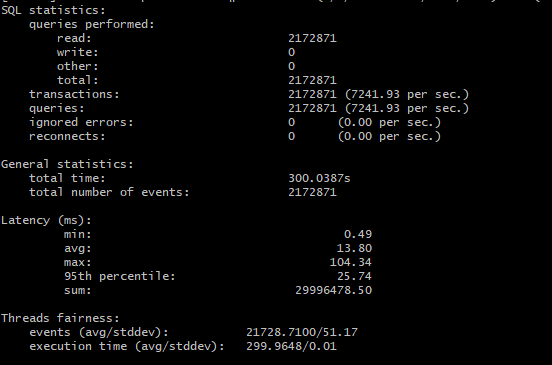 SQL statistics:
queries performed:
read: 2172871
write: 0
other: 0
total: 2172871
transactions: 2172871 (7241.93 per sec.)
queries: 2172871 (7241.93 per sec.)
ignored errors: 0 (0.00 per sec.)
reconnects: 0 (0.00 per sec.)
General statistics:
total time: 300.0387s
total number of events: 2172871
Latency (ms):
min: 0.49
avg: 13.80
max: 104.34
95th percentile: 25.74
sum: 29996478.50
Threads fairness:
events (avg/stddev): 21728.7100/51.17
execution time (avg/stddev): 299.9648/0.01